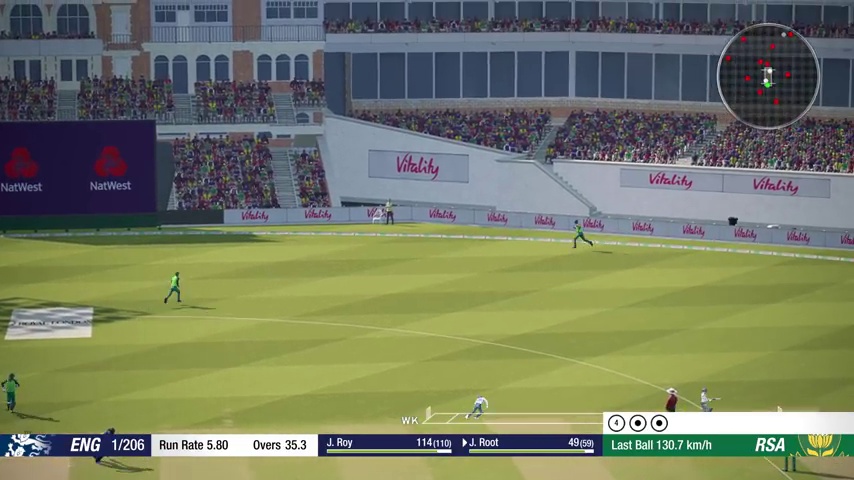 Vitality
Vitality
Vitality
NatWest
NatWest
Vitality
Vitality
Vitality
Vitality
Vitality
Vitality
Vitality
Vitality
Vitality
Vitality
Vitality
WK
4
ENG 1/206
Run Rate 5.80
Overs 35.3
J. Roy 114(110)
J. Root 49(59)
Last Ball 130.7 km/h
RSA